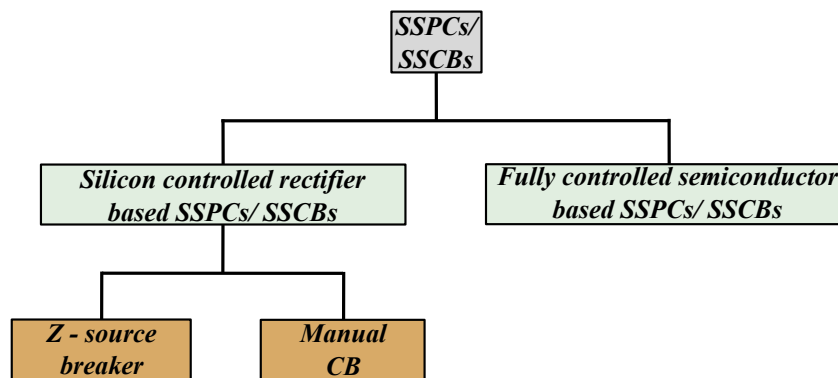 SSPCs/
SSCBs
Silicon controlled rectifier
based SSPCs/ SSCBs
Fully controlled semiconductor
based SSPCs/ SSCBs
Z - source
breaker
Manual
CB